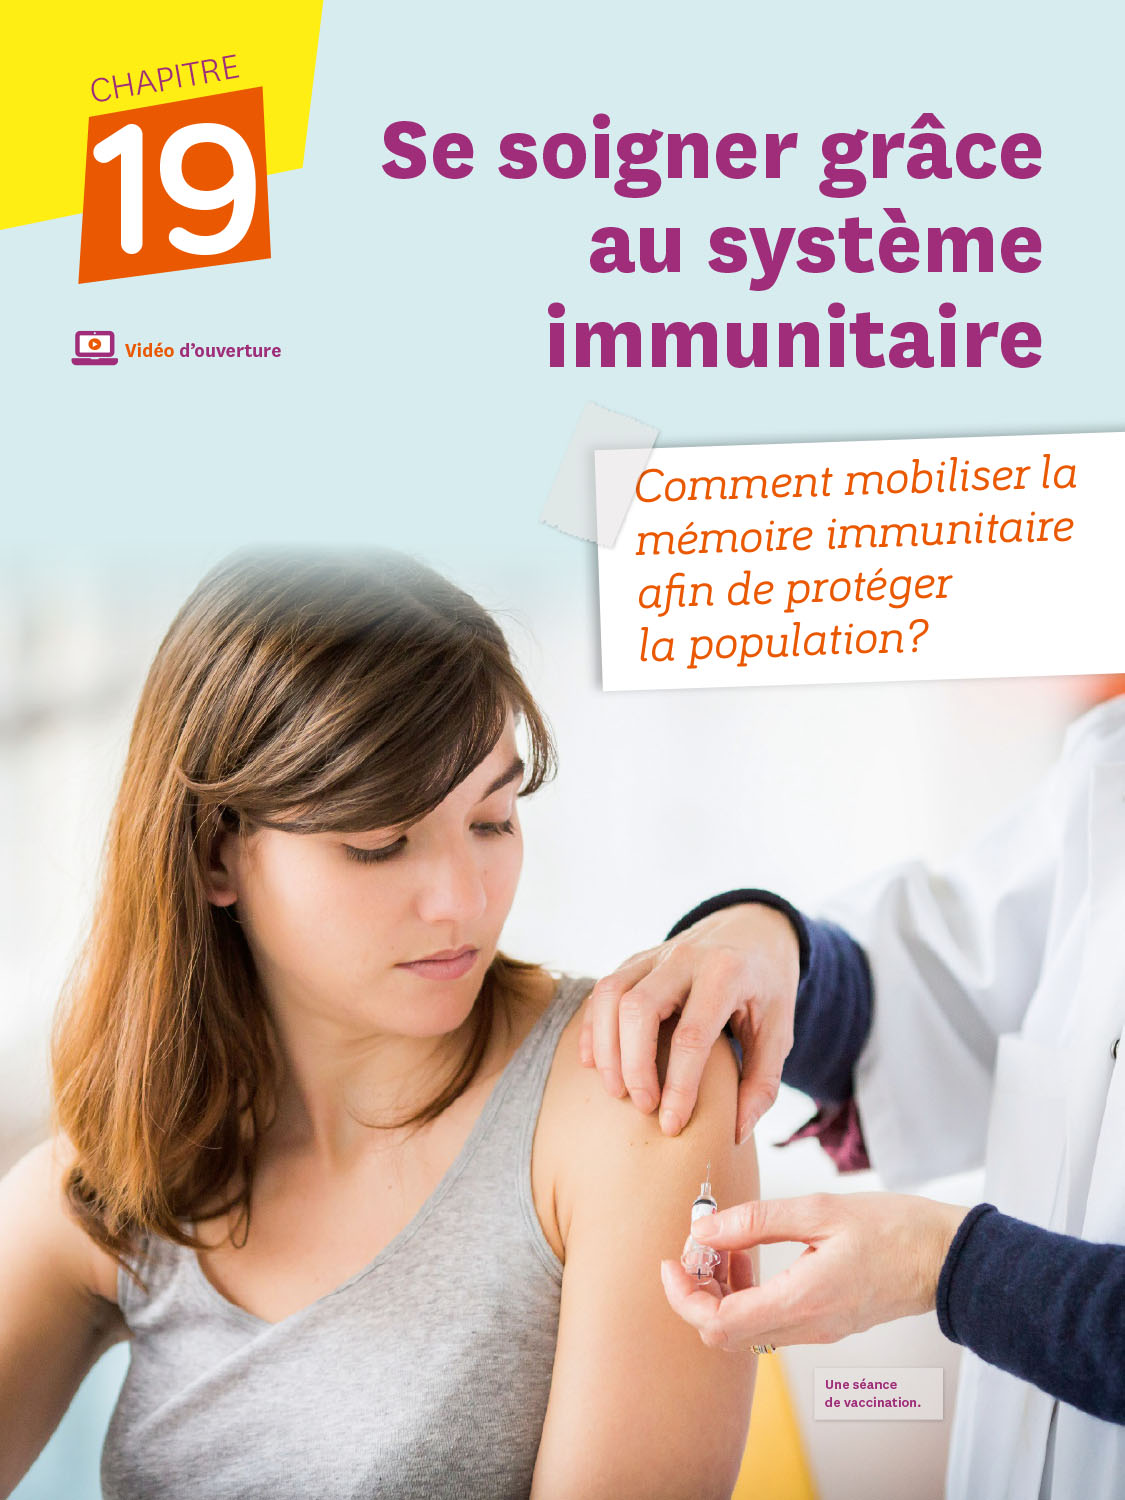 CHAPITRE
19
Se soigner grâce
au système
immunitaire
Vidéo d’ouverture
Comment mobiliser la
mémoire immunitaire
afin de protéger
la population?
Une séance
de vaccination.